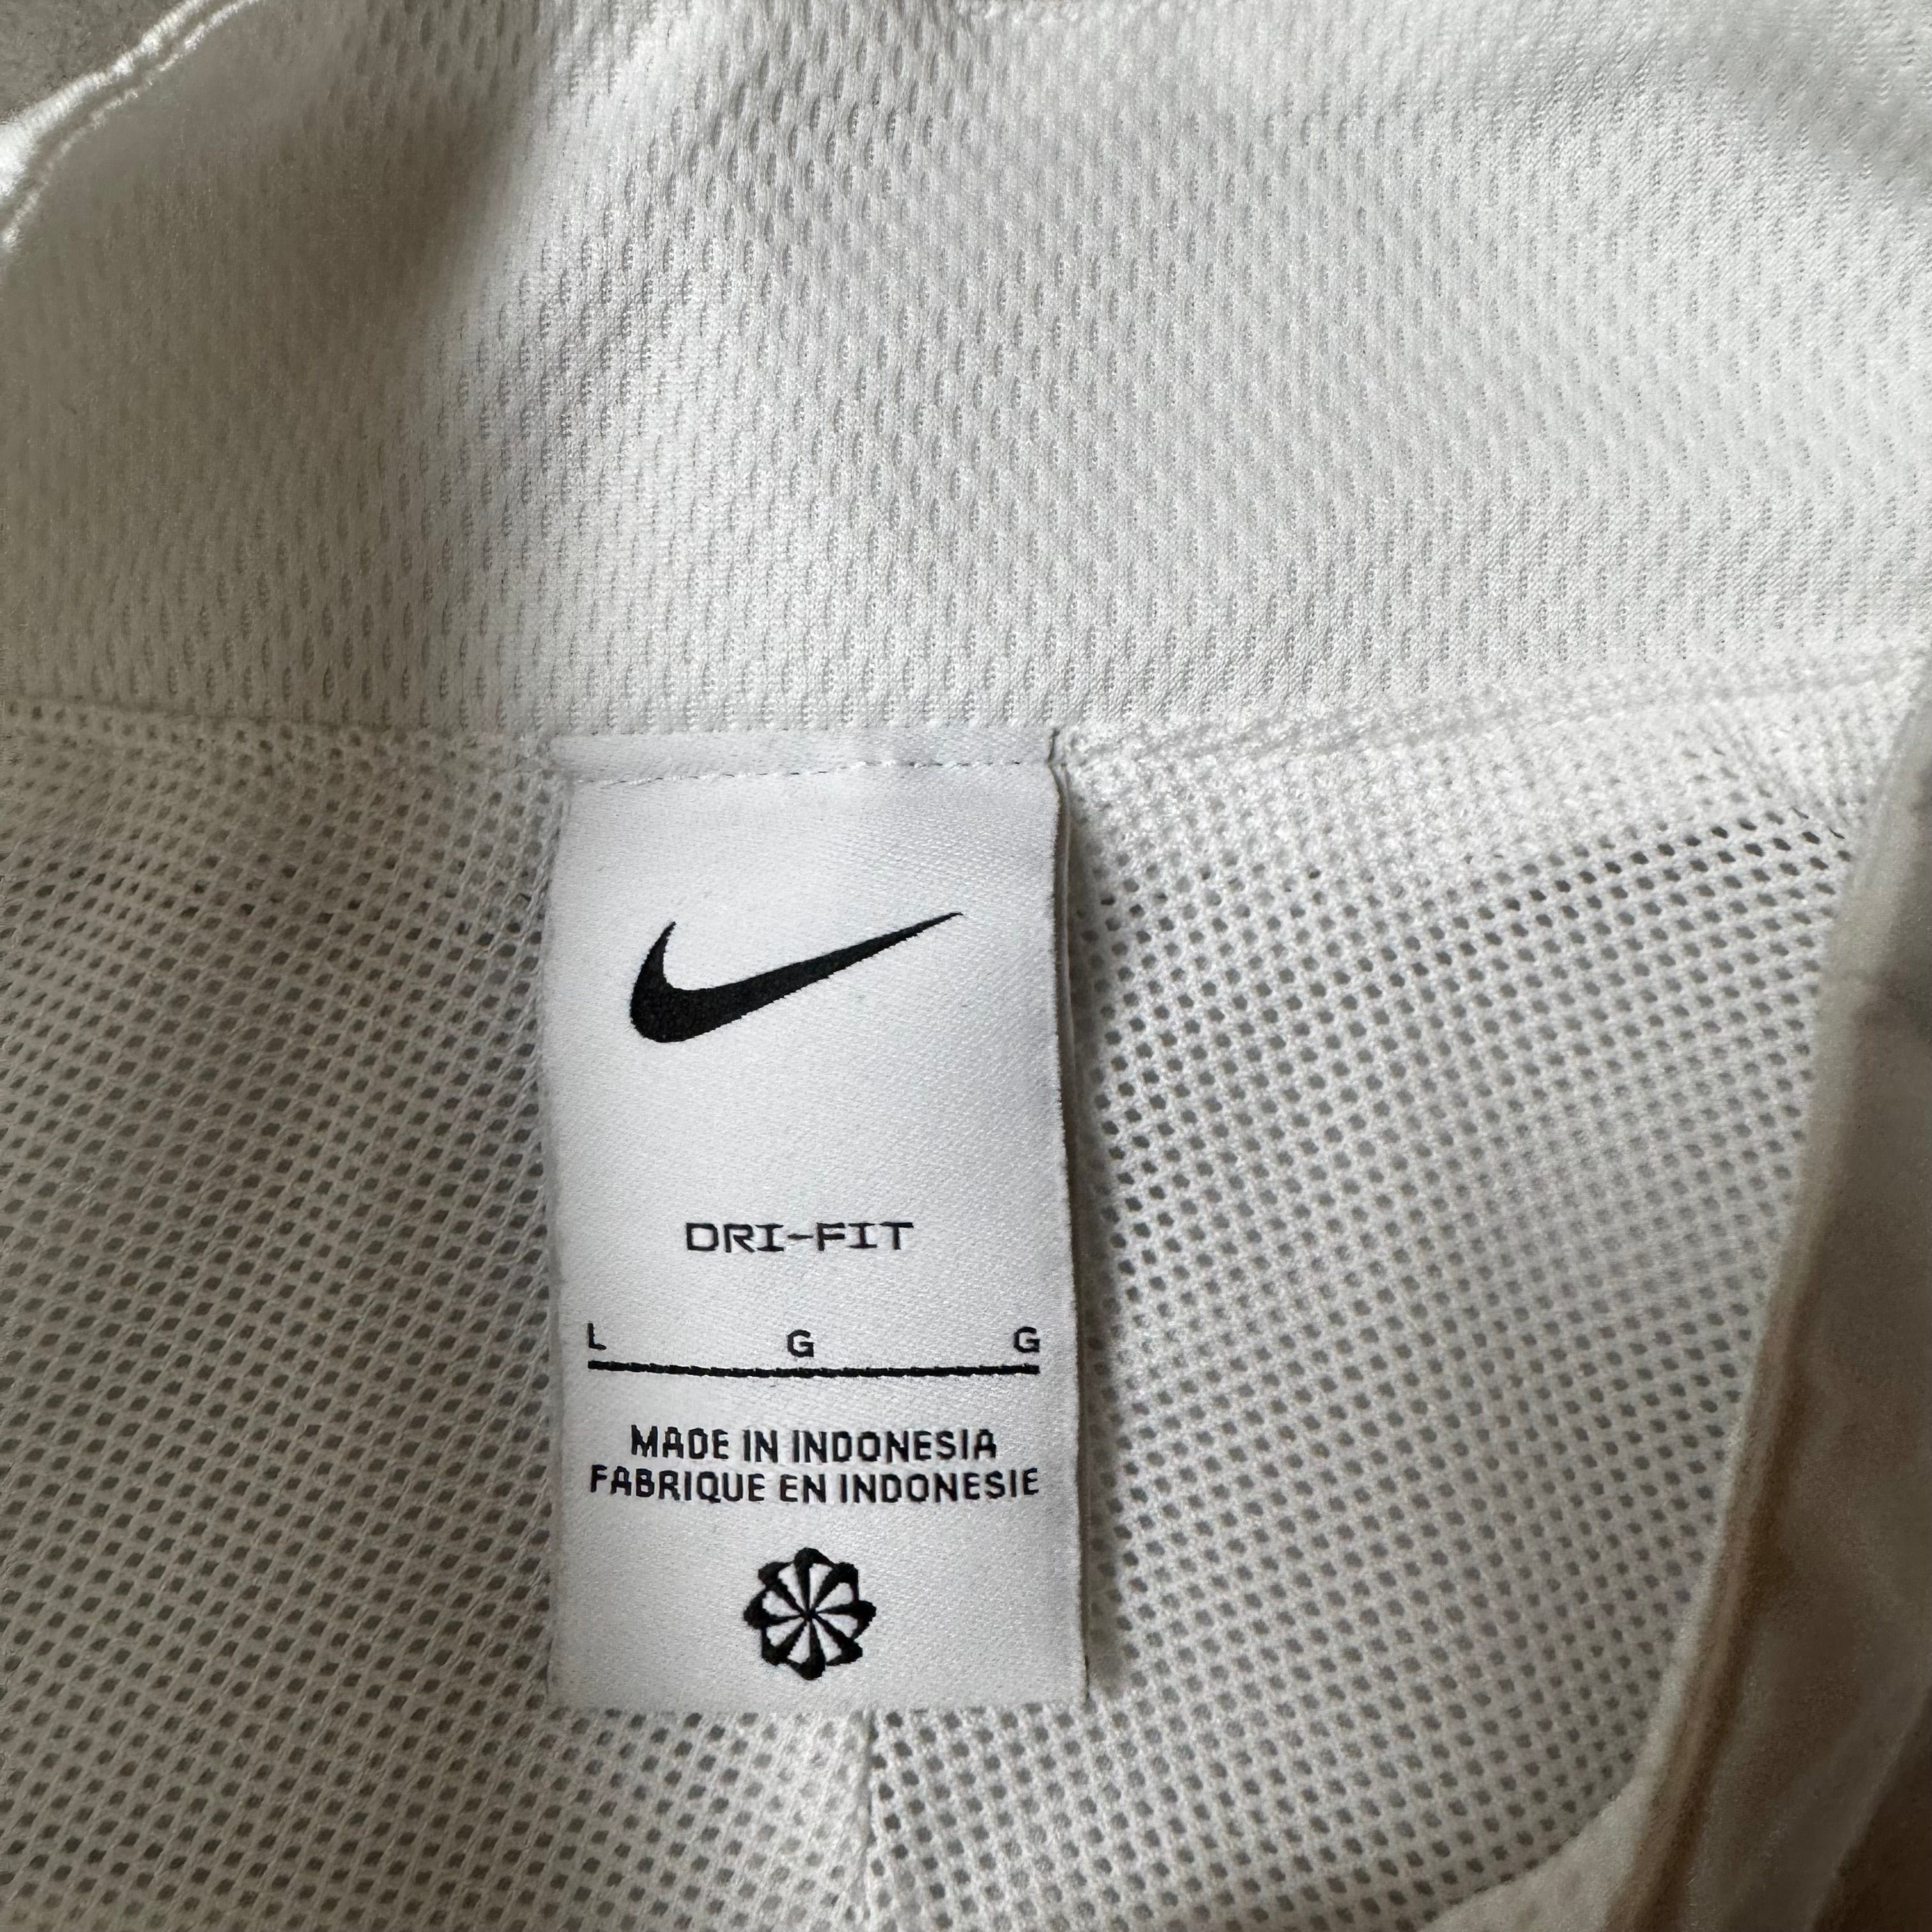 DRI-FIT
L G G
MADE IN INDONESIA
FABRIQUE EN INDONESIE